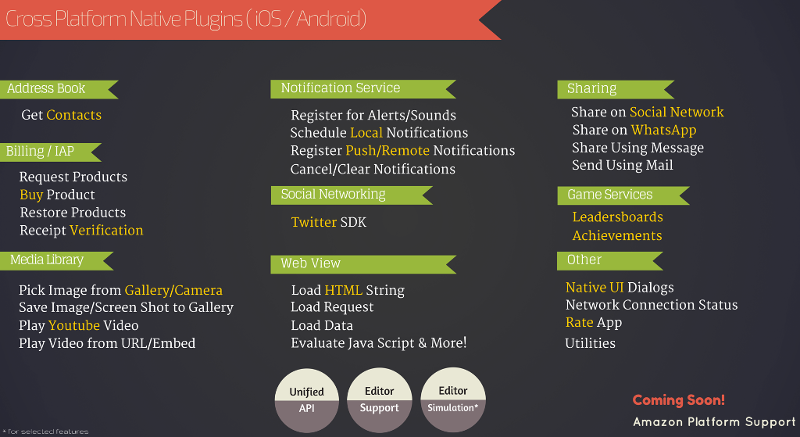 Cross Platform Native Plugins ( iOS / Android)
Address Book
Get Contacts
Billing / IAP
Request Products
Buy Product
Restore Products
Receipt Verification
Media Library
Pick Image from Gallery/Camera
Save Image/Screen Shot to Gallery
Play Youtube Video
Play Video from URL/Embed
Notification Service
Register for Alerts/Sounds
Schedule Local Notifications
Register Push/Remote Notifications
Cancel/Clear Notifications
Social Networking
Twitter SDK
Web View
Load HTML String
Load Request
Load Data
Evaluate Java Script & More!
Sharing
Share on Social Network
Share on WhatsApp
Share Using Message
Send Using Mail
Game Services
Leadersboards
Achievements
Other
Native UI Dialogs
Network Connection Status
Rate App
Utilities
Unified
API
Editor
Support
Editor
Simulation*
Coming Soon!
Amazon Platform Support
* for selected features